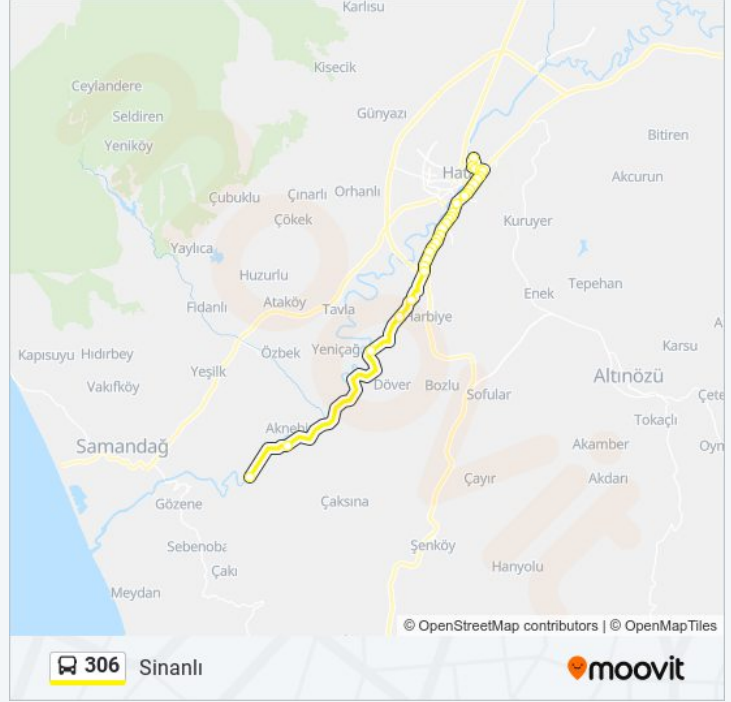 Karlısu
Kisecik
Ceylandere
Seldiren
Günyazı
Yeniköy
Bitiren
Akcurun
Çubuklu
Çınarlı
Orhanlı
Çökek
Kuruyer
Yaylıca
Huzurlu
Tepehan
Enek
Fidanlı
Ataköy
Tavla
Harbiye
Kapısuyu
Hıdırbey
Özbek
Yeniçağ
Karsu
Yeşilk
Altınözü
Vakıfköy
Döver
Bozlu
Sofular
Çete
Tokaçlı
Samandağ
Akamber
Oyn
Çayır
Akdarı
Gözene
Çaksına
Sebenoba
Şenköy
Çakı
Hanyolu
Meydan
© OpenStreetMap contributors | © OpenMapTiles
306 Sinanlı
moovit